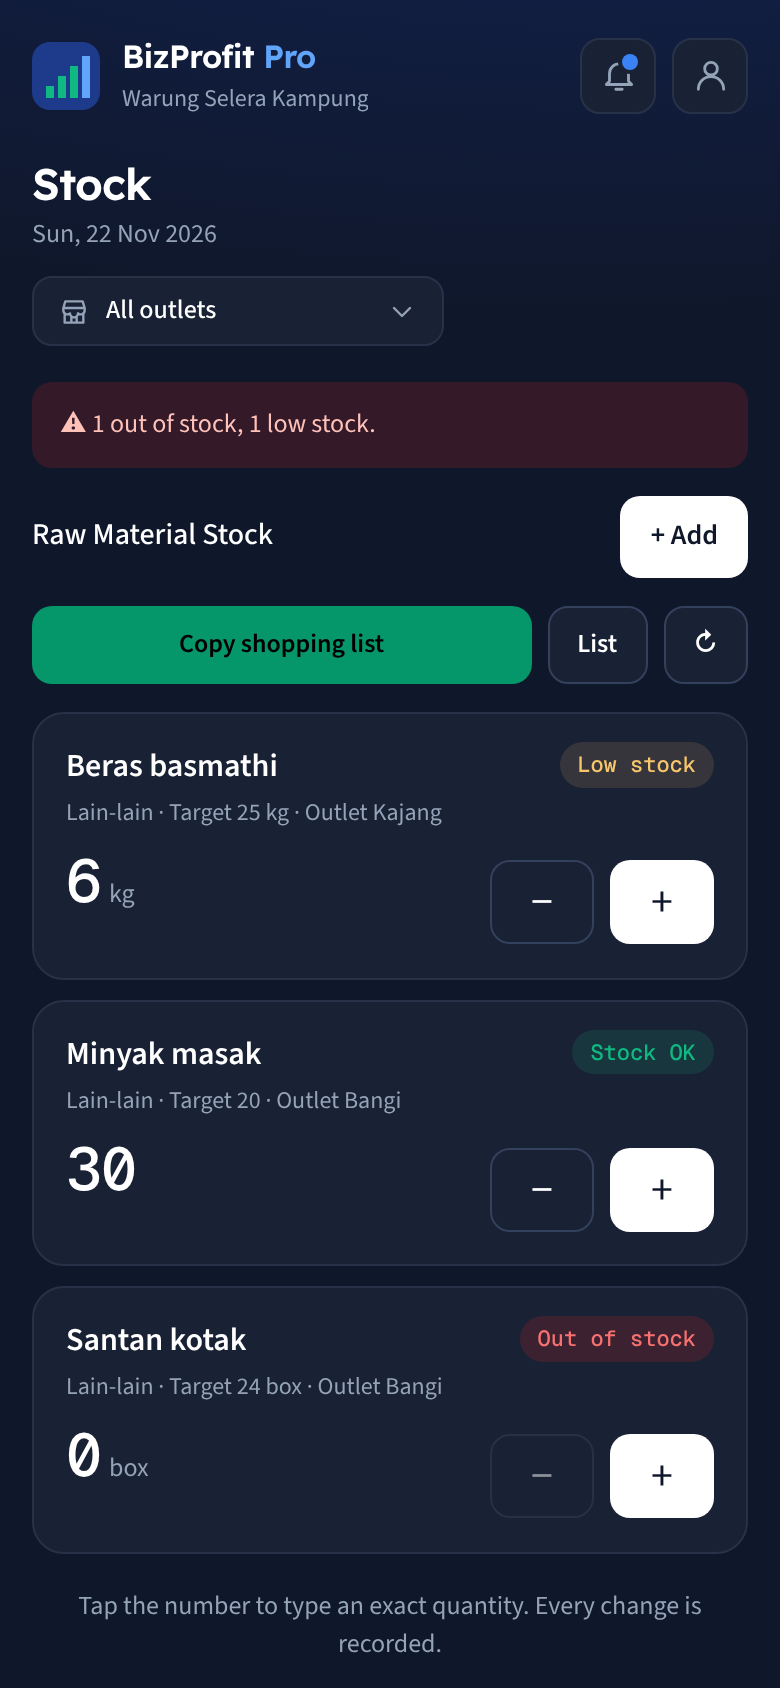 BizProfit Pro
Warung Selera Kampung
Stock
Sun, 22 Nov 2026
All outlets
1 out of stock, 1 low stock.
Raw Material Stock
+ Add
Copy shopping list
List
Beras basmathi
Low stock
Lain-lain · Target 25 kg · Outlet Kajang
6 kg
− +
Minyak masak
Stock OK
Lain-lain · Target 20 · Outlet Bangi
30
− +
Santan kotak
Out of stock
Lain-lain · Target 24 box · Outlet Bangi
0 box
− +
Tap the number to type an exact quantity. Every change is
recorded.